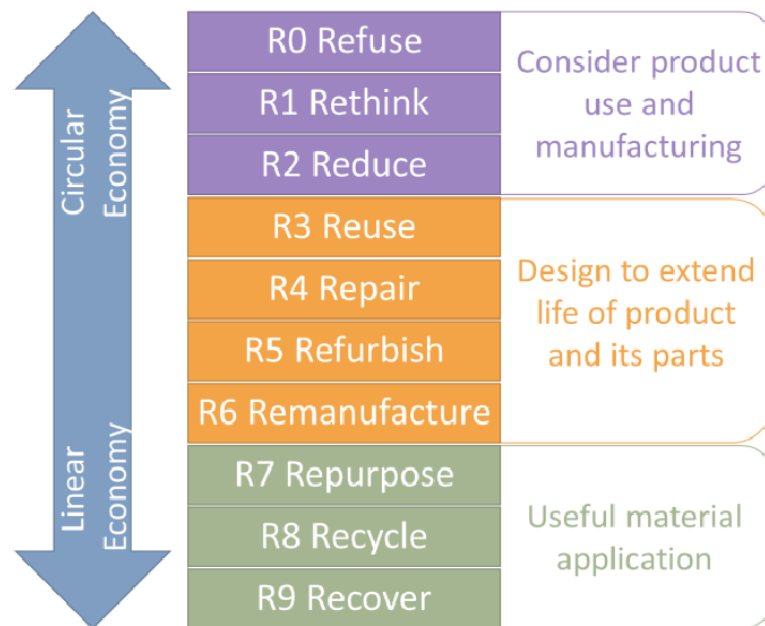 Circular
Economy
Linear
Economy
R0 Refuse
R1 Rethink
R2 Reduce
Consider product
use and
manufacturing
R3 Reuse
R4 Repair
R5 Refurbish
R6 Remanufacture
Design to extend
life of product
and its parts
R7 Repurpose
R8 Recycle
R9 Recover
Useful material
application